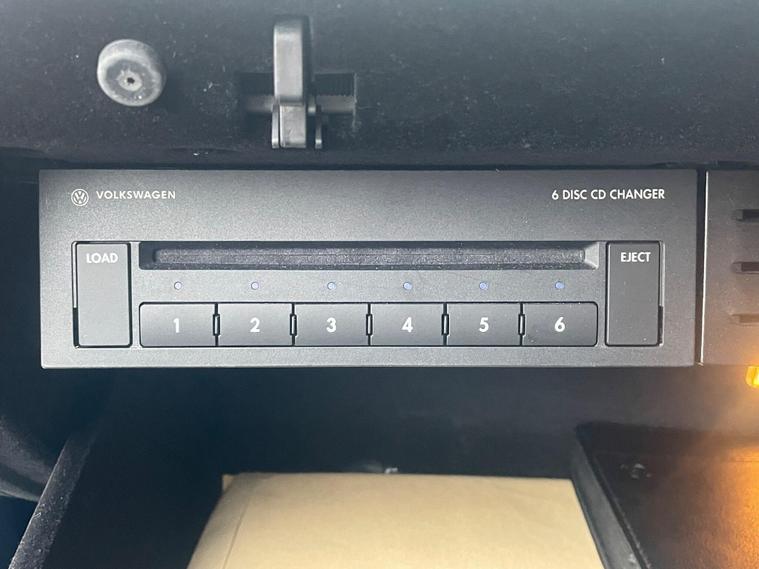 VOLKSWAGEN
6 DISC CD CHANGER
LOAD
EJECT
1 2 3 4 5 6